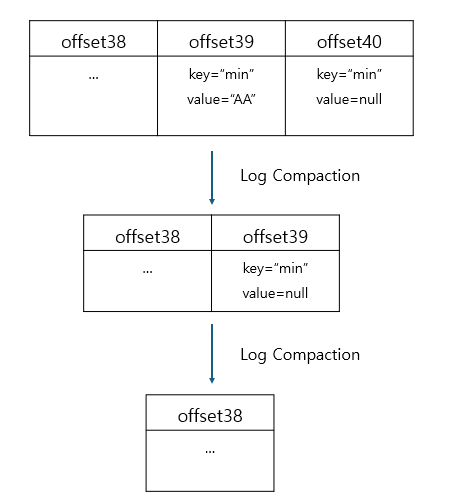 offset38 offset39 offset40
... key=“min” key=“min”
value=“AA” value=null
Log Compaction
offset38 offset39
... key=“min”
value=null
Log Compaction
offset38
...